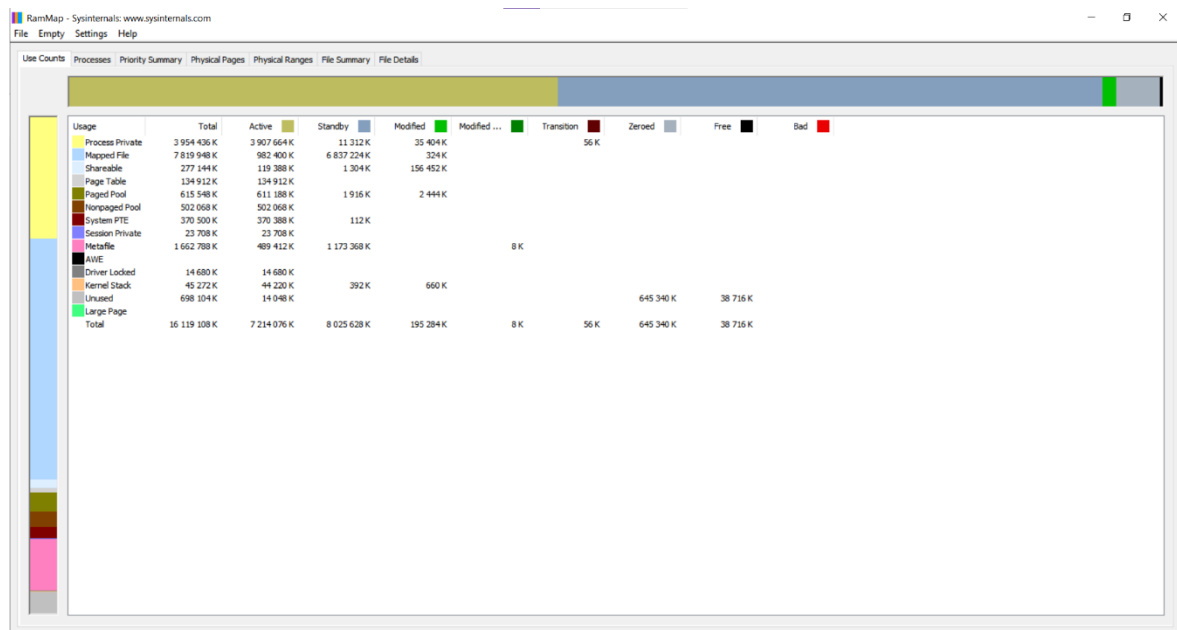 RamMap - Sysinternals: www.sysinternals.com
File Empty Settings Help
Use Counts Processes Priority Summary Physical Pages Physical Ranges File Summary File Details
Usage Total Active Standby Modified Modified ... Transition Zeroed Free Bad
Process Private 3 954 436 K 3 907 664 K 11 312 K 35 404 K 56 K
Mapped File 7 819 948 K 982 400 K 6 837 224 K 324 K
Shareable 277 144 K 119 388 K 1 304 K 156 452 K
Page Table 134 912 K 134 912 K
Paged Pool 615 548 K 611 188 K 1 916 K 2 444 K
Nonpaged Pool 502 068 K 502 068 K
System PTE 370 500 K 370 388 K 112 K
Session Private 23 708 K 23 708 K
Metafile 1 662 788 K 489 412 K 1 173 368 K 8 K
AWE
Driver Locked 14 680 K 14 680 K
Kernel Stack 45 272 K 44 220 K 392 K 660 K
Unused 698 104 K 14 048 K 645 340 K 38 716 K
Large Page
Total 16 119 108 K 7 214 076 K 8 025 628 K 195 284 K 8 K 56 K 645 340 K 38 716 K